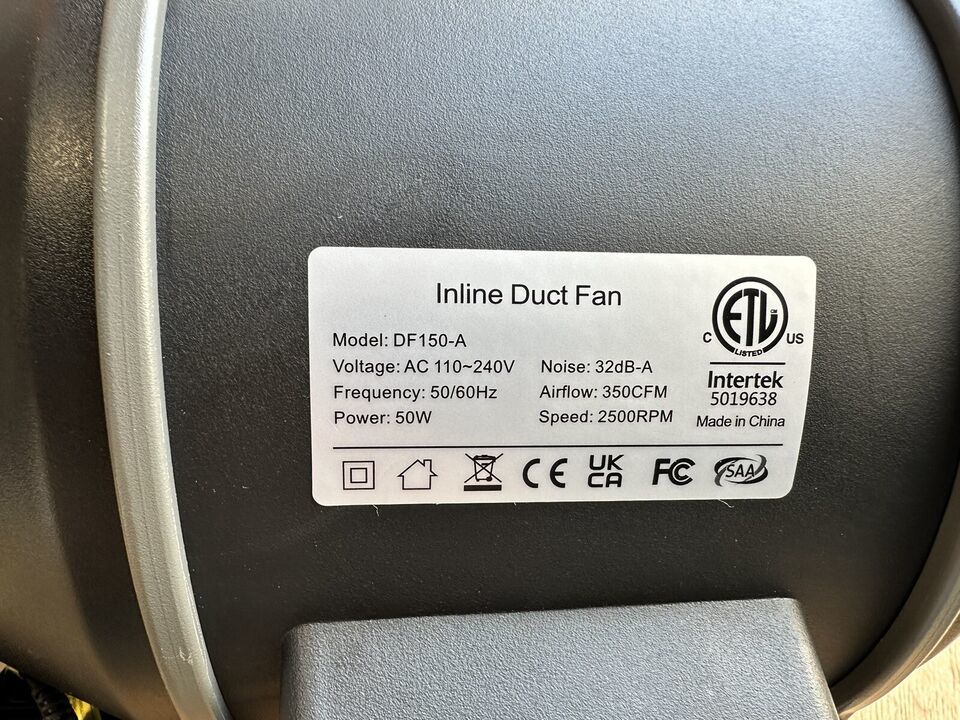 Inline Duct Fan
Model: DF150-A
Voltage: AC 110~240V
Frequency: 50/60Hz
Power: 50W
Noise: 32dB-A
Airflow: 350CFM
Speed: 2500RPM
ETL CM
C US
LISTED
Intertek
5019638
Made in China
CE
UK
CA
FC
SAA